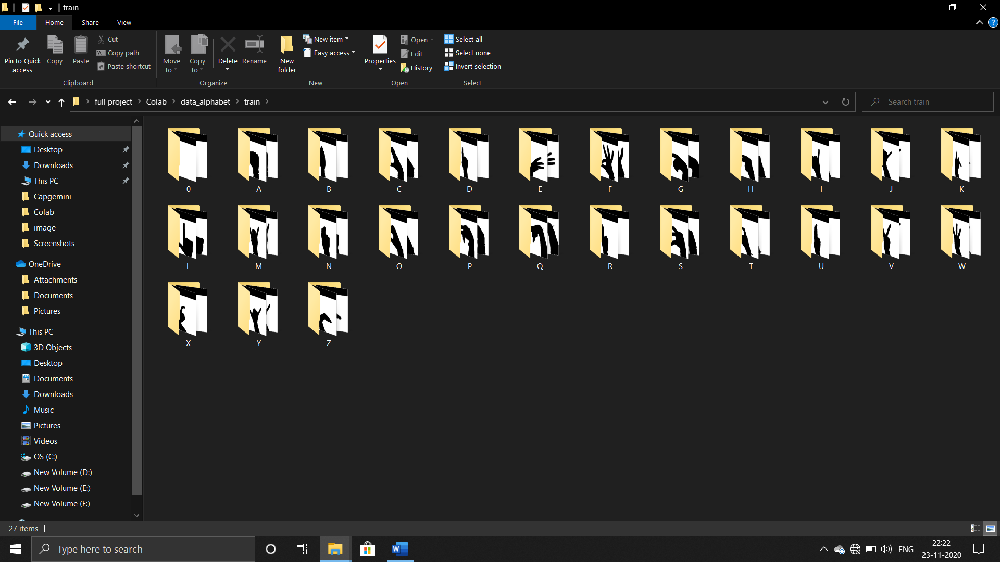 train
File Home Share View
Pin to Quick access
Copy
Paste
Cut
Copy path
Paste shortcut
Clipboard
Move to
Copy to
Delete
Rename
Organize
New folder
New item
Easy access
New
Properties
Open
Edit
History
Open
Select all
Select none
Invert selection
Select
full project Colab data_alphabet train
Search train
Quick access
Desktop
Downloads
This PC
Capgemini
Colab
image
Screenshots
OneDrive
Attachments
Documents
Pictures
This PC
3D Objects
Desktop
Documents
Downloads
Music
Pictures
Videos
OS (C:)
New Volume (D:)
New Volume (E:)
New Volume (F:)
0 A B C D E F G H I J K
L M N O P Q R S T U V W
X Y Z
27 items
Type here to search
W
ENG
22:22
23-11-2020